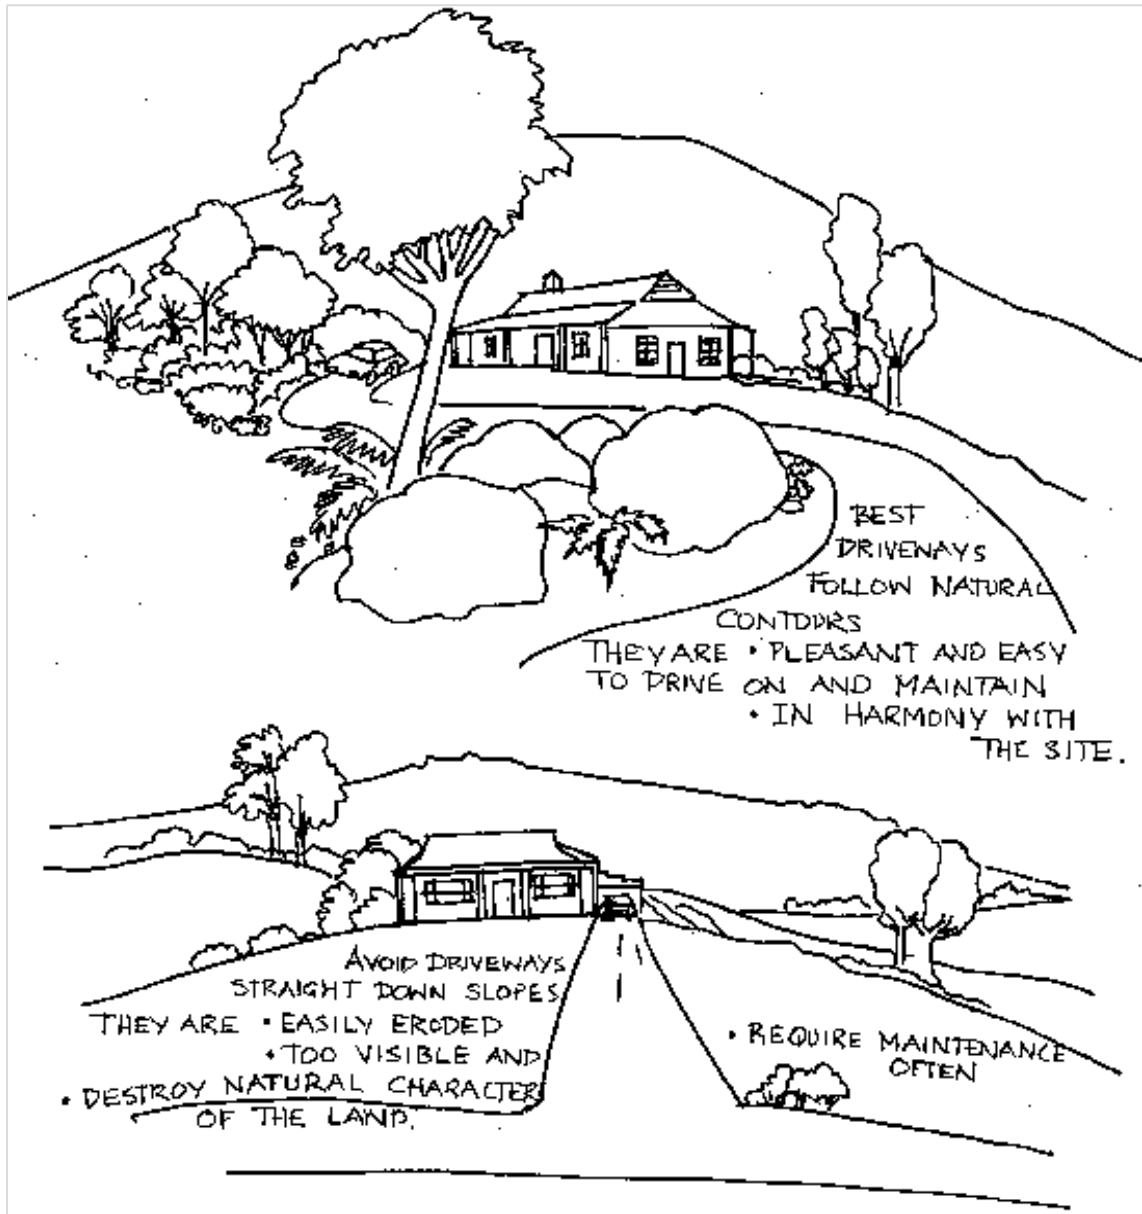 BEST
DRIVEWAYS
FOLLOW NATURAL
CONTOURS
THEY ARE • PLEASANT AND EASY
TO DRIVE ON AND MAINTAIN
• IN HARMONY WITH
THE SITE.
AVOID DRIVEWAYS
STRAIGHT DOWN SLOPES
THEY ARE • EASILY ERODED
• TOO VISIBLE AND
• DESTROY NATURAL CHARACTER
OF THE LAND.
• REQUIRE MAINTENANCE
OFTEN